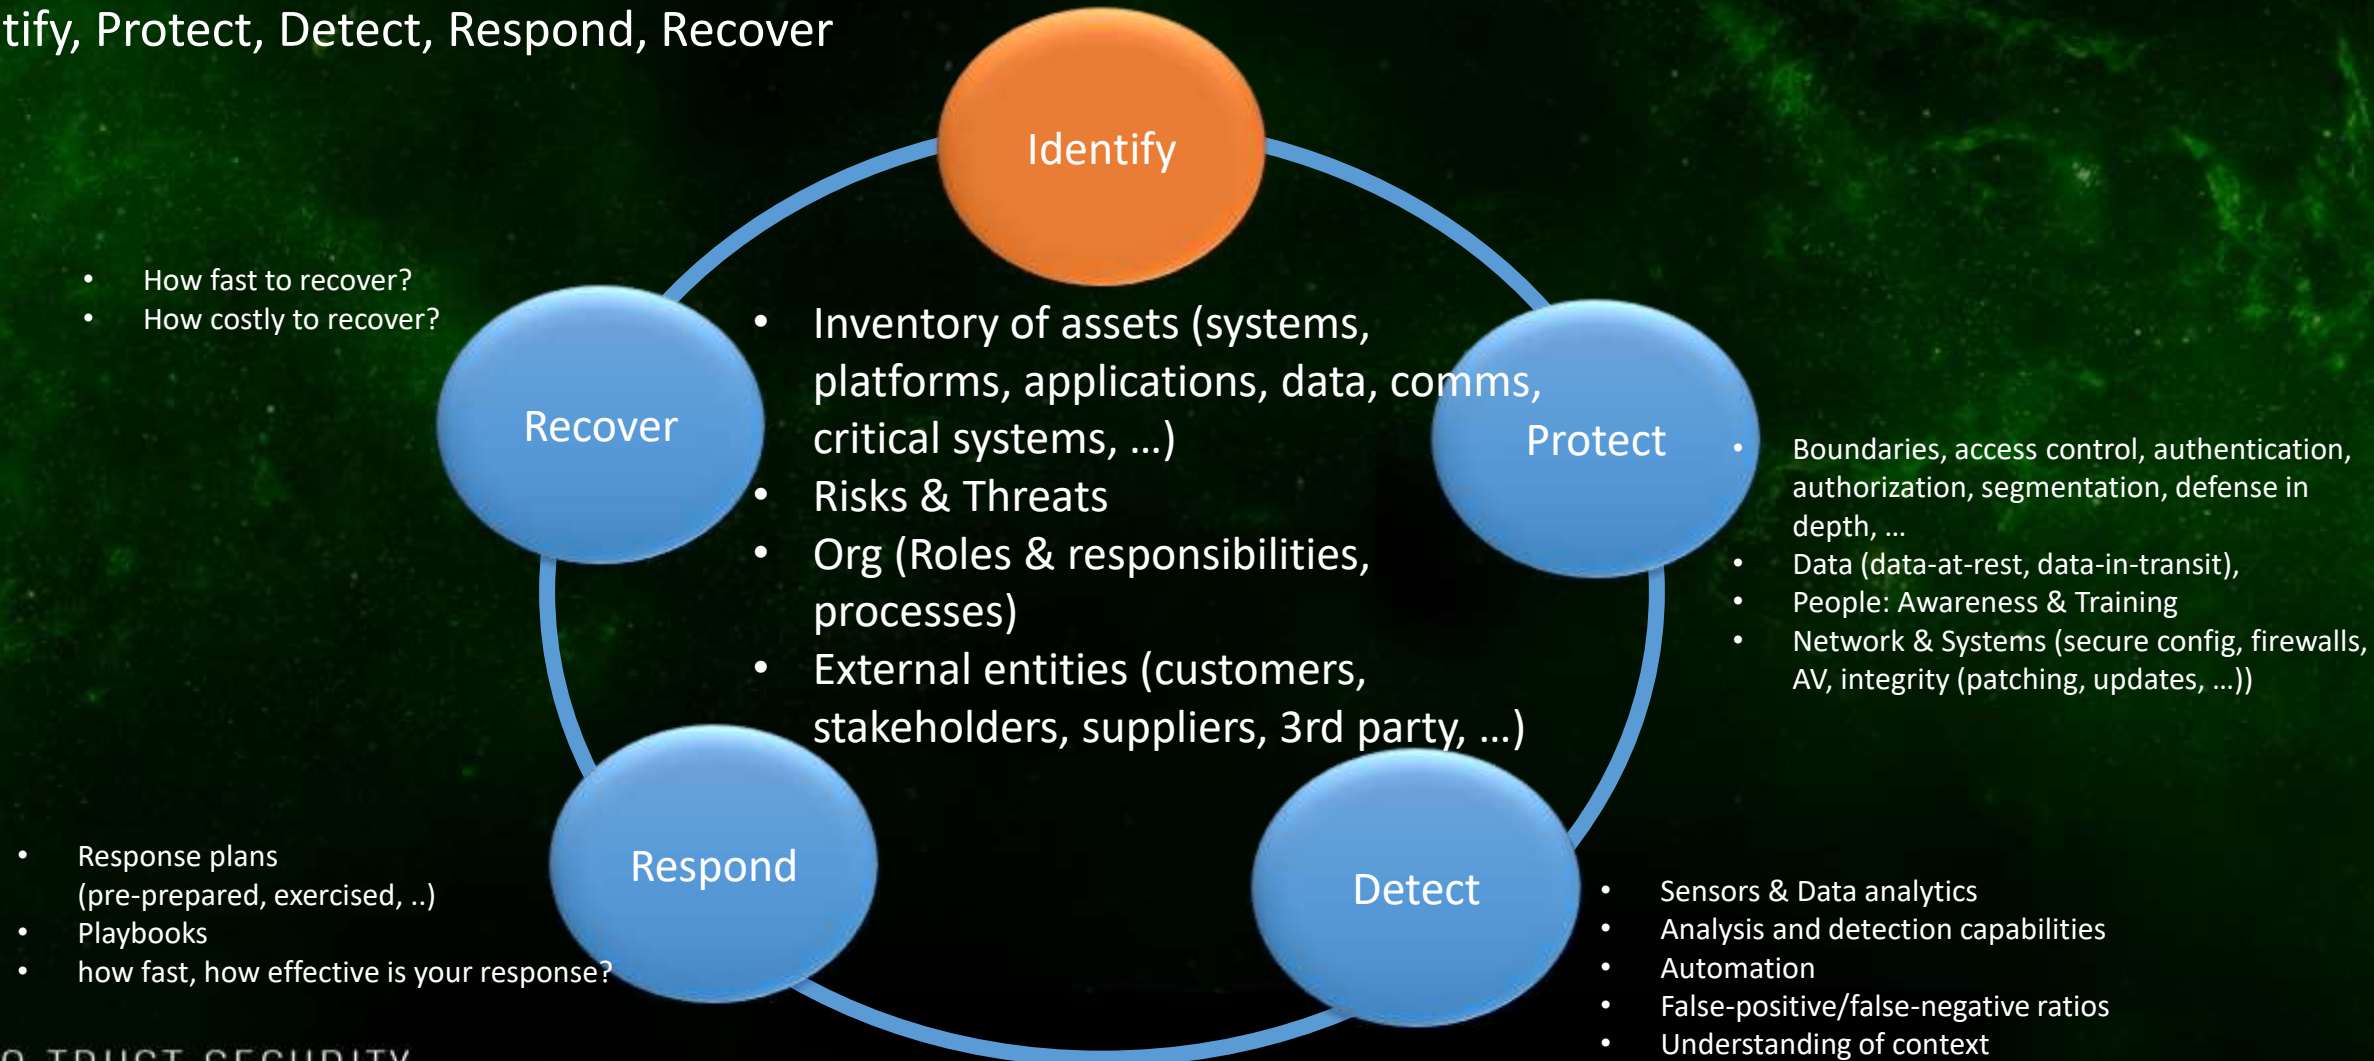 tify, Protect, Detect, Respond, Recover
Identify
• How fast to recover?
• How costly to recover?
Recover
• Inventory of assets (systems,
platforms, applications, data, comms,
critical systems, …)
• Risks & Threats
• Org (Roles & responsibilities,
processes)
• External entities (customers,
stakeholders, suppliers, 3rd party, …)
Protect
• Boundaries, access control, authentication,
authorization, segmentation, defense in
depth, …
• Data (data-at-rest, data-in-transit),
• People: Awareness & Training
• Network & Systems (secure config, firewalls,
AV, integrity (patching, updates, …))
• Response plans
(pre-prepared, exercised, ..)
• Playbooks
• how fast, how effective is your response?
Respond
Detect
• Sensors & Data analytics
• Analysis and detection capabilities
• Automation
• False-positive/false-negative ratios
• Understanding of context
O TRUST SECURITY